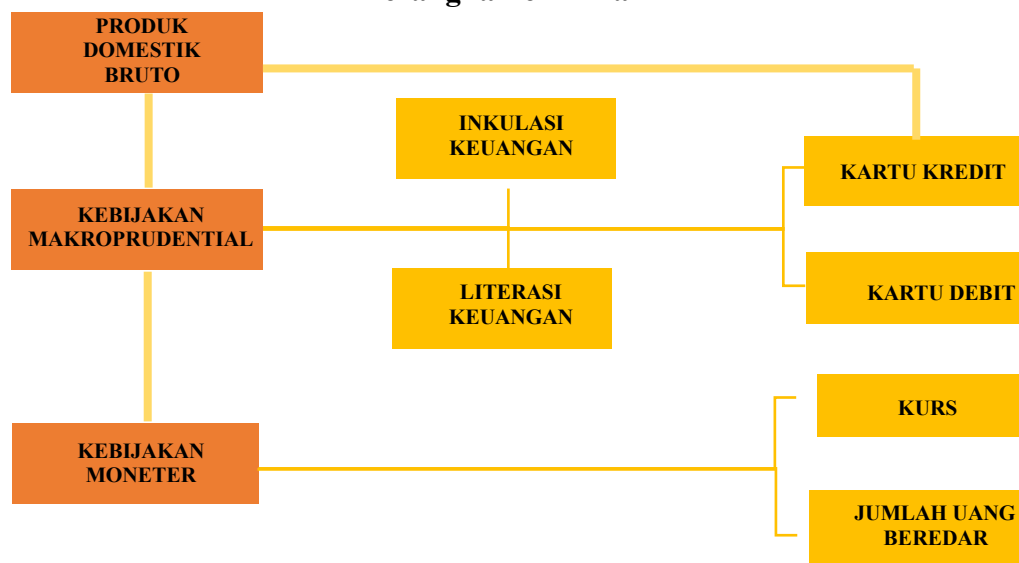 PRODUK
DOMESTIK
BRUTO
INKULASI
KEUANGAN
KARTU KREDIT
KEBIJAKAN
MAKROPRUDENTIAL
LITERASI
KEUANGAN
KARTU DEBIT
KURS
KEBIJAKAN
MONETER
JUMLAH UANG
BEREDAR